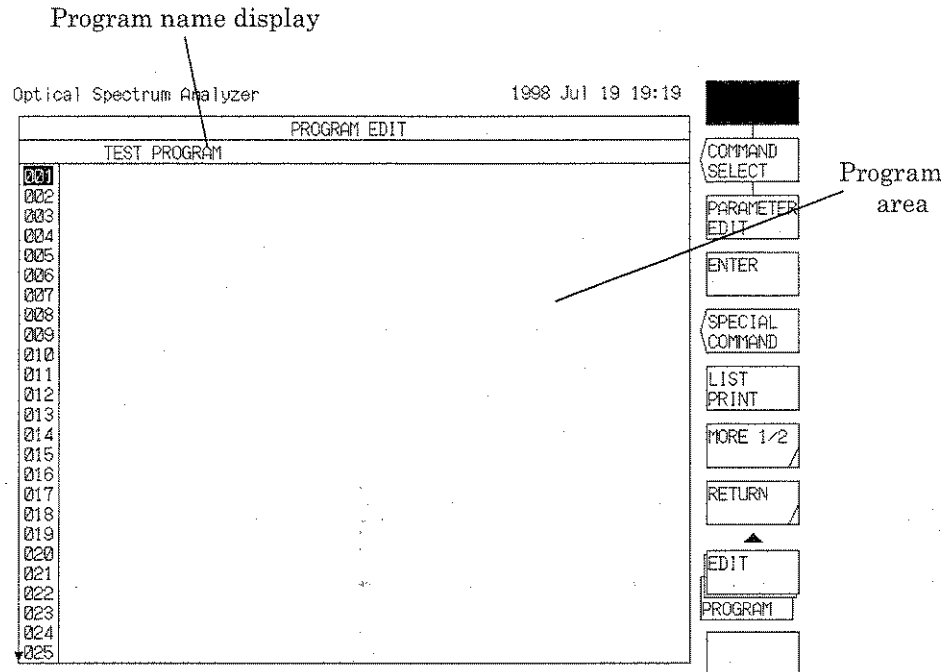 Program name display
Optical Spectrum Analyzer 1998 Jul 19 19:19
PROGRAM EDIT
TEST PROGRAM
001
002
003
004
005
006
007
008
009
010
011
012
013
014
015
016
017
018
019
020
021
022
023
024
025
COMMAND
SELECT
PARAMETER
EDIT
ENTER
SPECIAL
COMMAND
LIST
PRINT
MORE 1/2
RETURN
EDIT
PROGRAM
Program
area